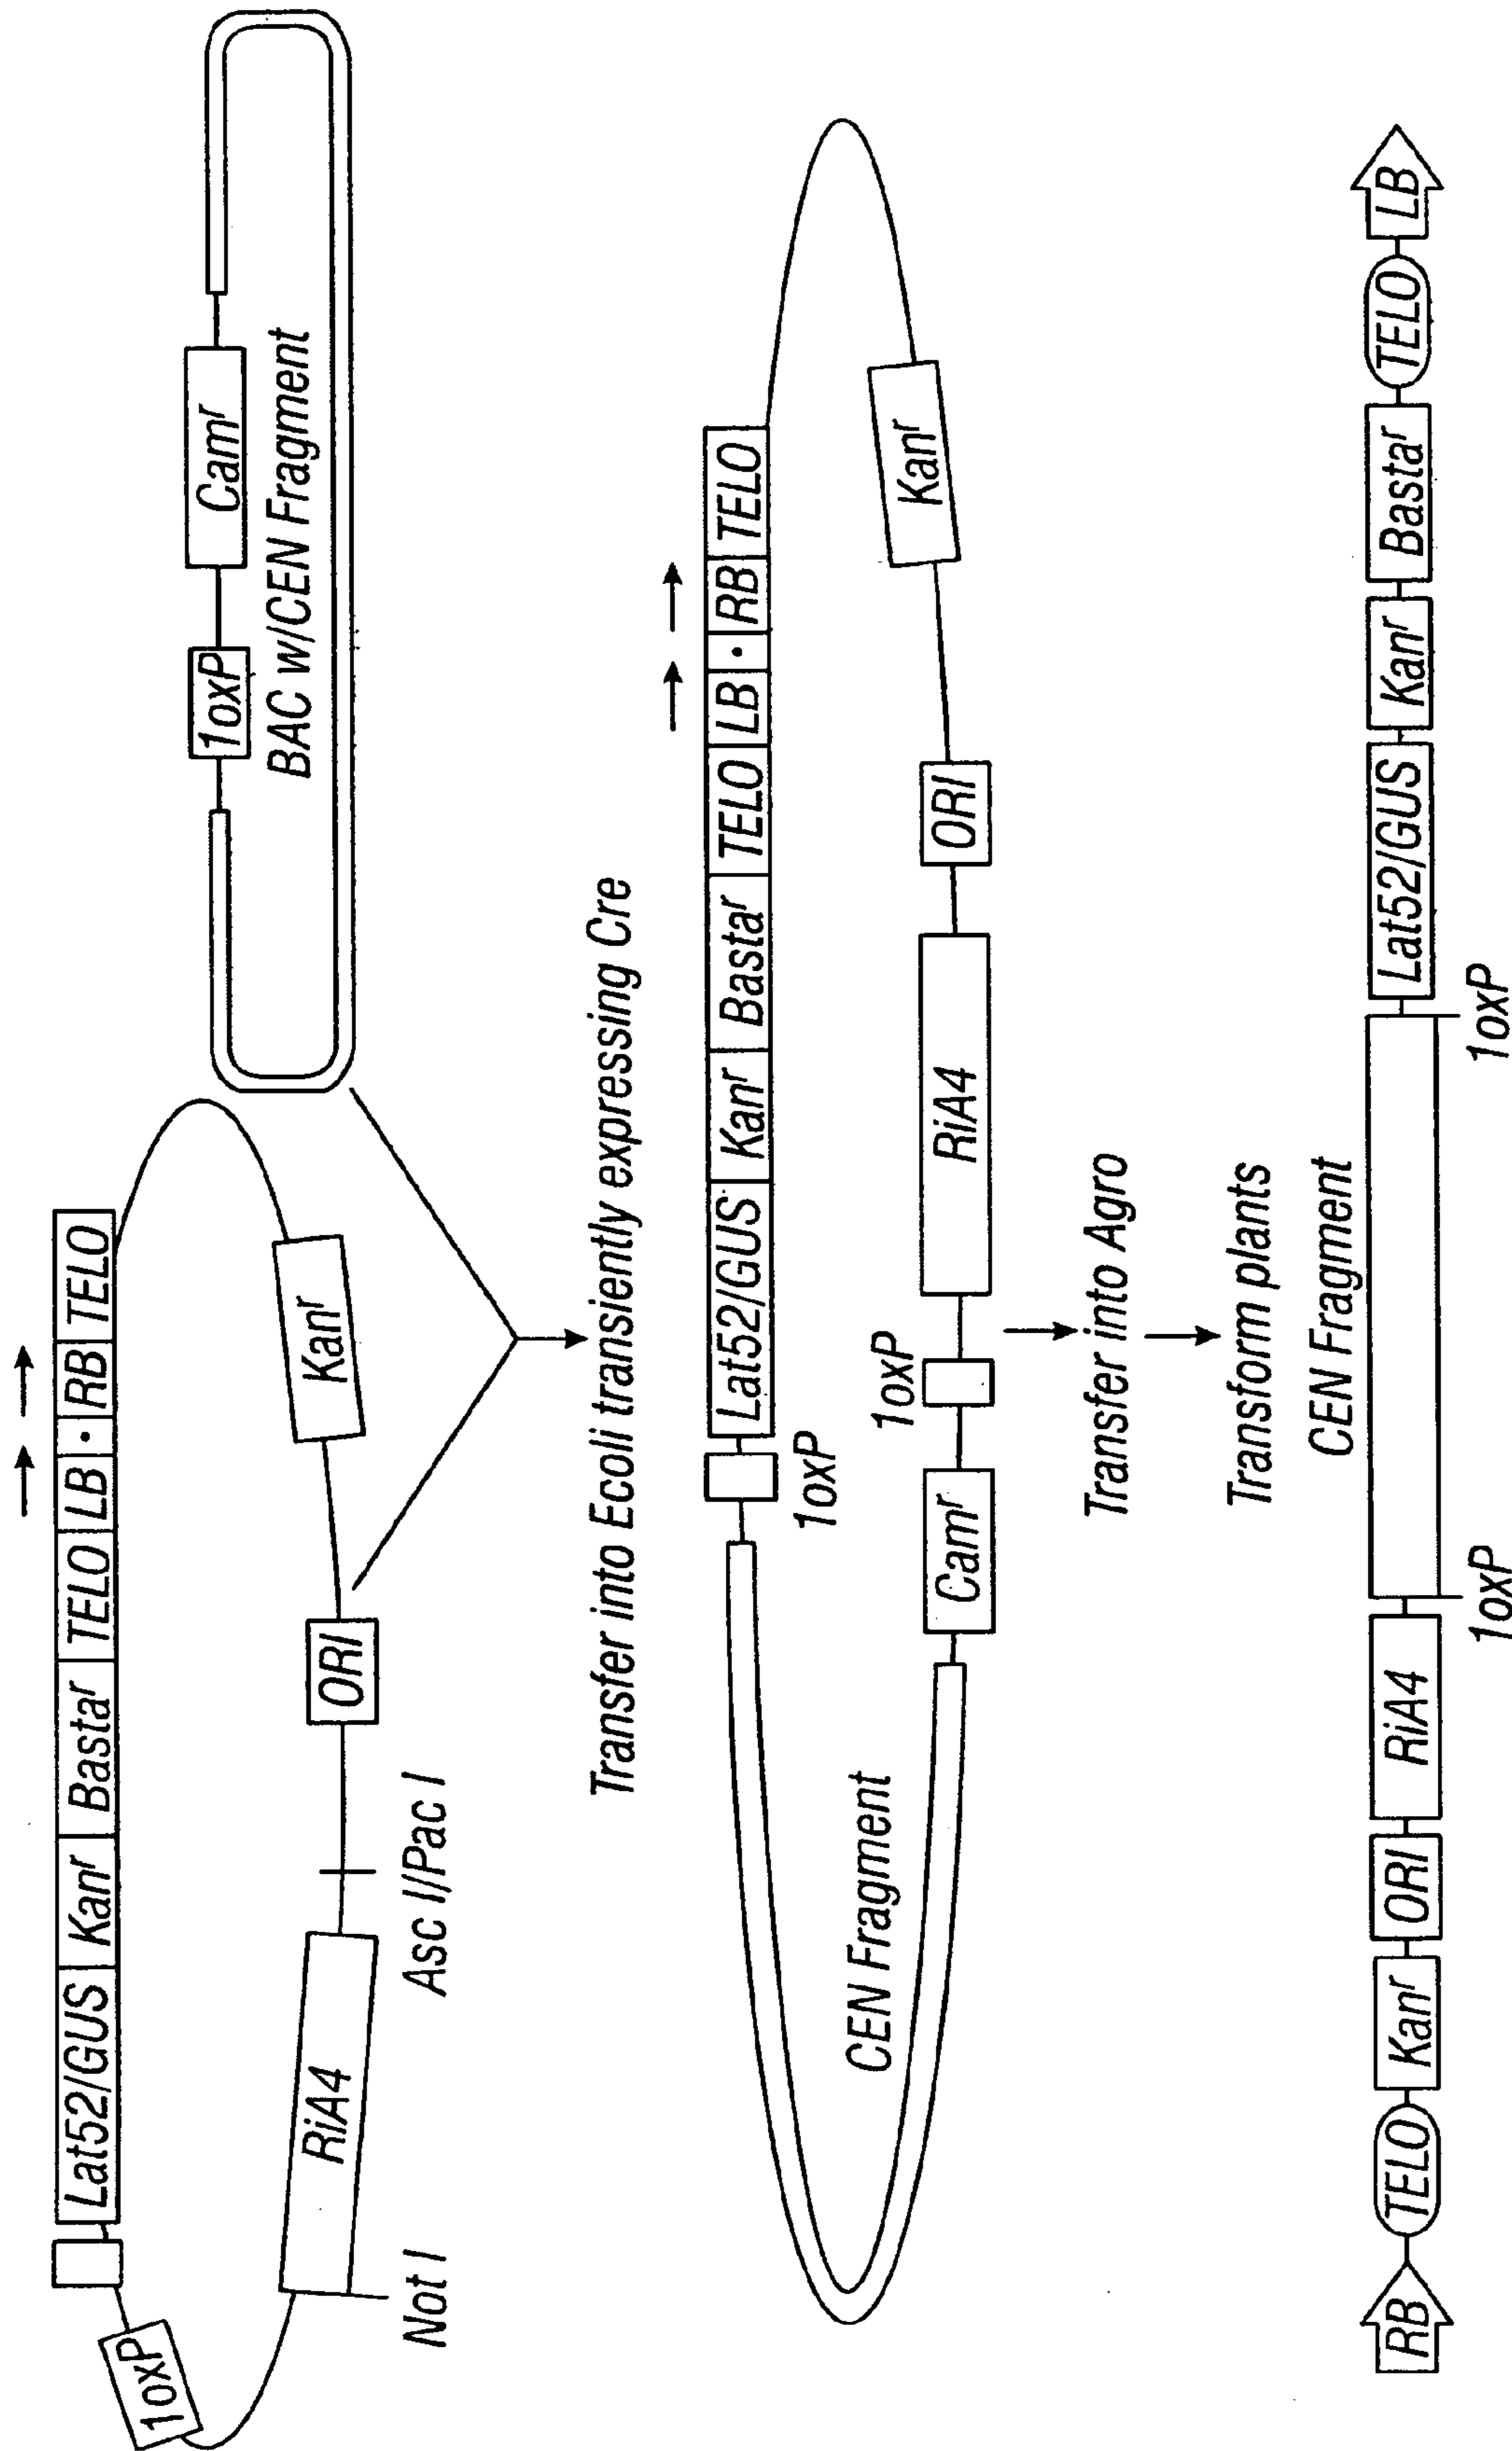 Lat52/GUS Kanʳ Bastaʳ TELO LB • RB TELO
1oxP
Kanʳ
ORI
RiA4
Not I
Asc I/Pac I
1oxP
Camʳ
BAC w/CEN Fragment
Transfer into Ecoli transiently expressing Cre
Lat52/GUS Kanʳ Bastaʳ TELO LB • RB TELO
1oxP
Kanʳ
ORI
RiA4
1oxP
Camʳ
CEN Fragment
Transfer into Agro
Transform plants
CEN Fragment
RB TELO Kanʳ ORI RiA4 Lat52/GUS Kanʳ Bastaʳ TELO LB
1oxP 1oxP